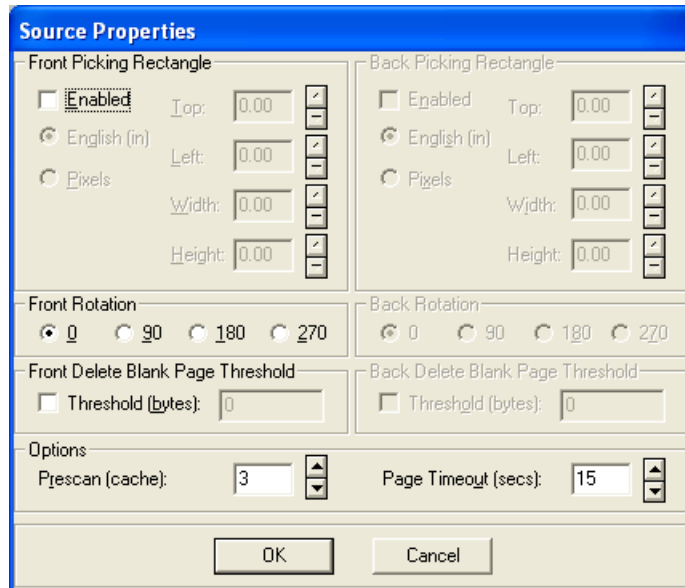 Source Properties
Front Picking Rectangle
Enabled
English (in)
Pixels
Top: 0.00
Left: 0.00
Width: 0.00
Height: 0.00
Back Picking Rectangle
Enabled
English (in)
Pixels
Top: 0.00
Left: 0.00
Width: 0.00
Height: 0.00
Front Rotation
0 90 180 270
Back Rotation
0 90 180 270
Front Delete Blank Page Threshold
Threshold (bytes): 0
Back Delete Blank Page Threshold
Threshold (bytes): 0
Options
Prescan (cache): 3 Page Timeout (secs): 15
OK Cancel